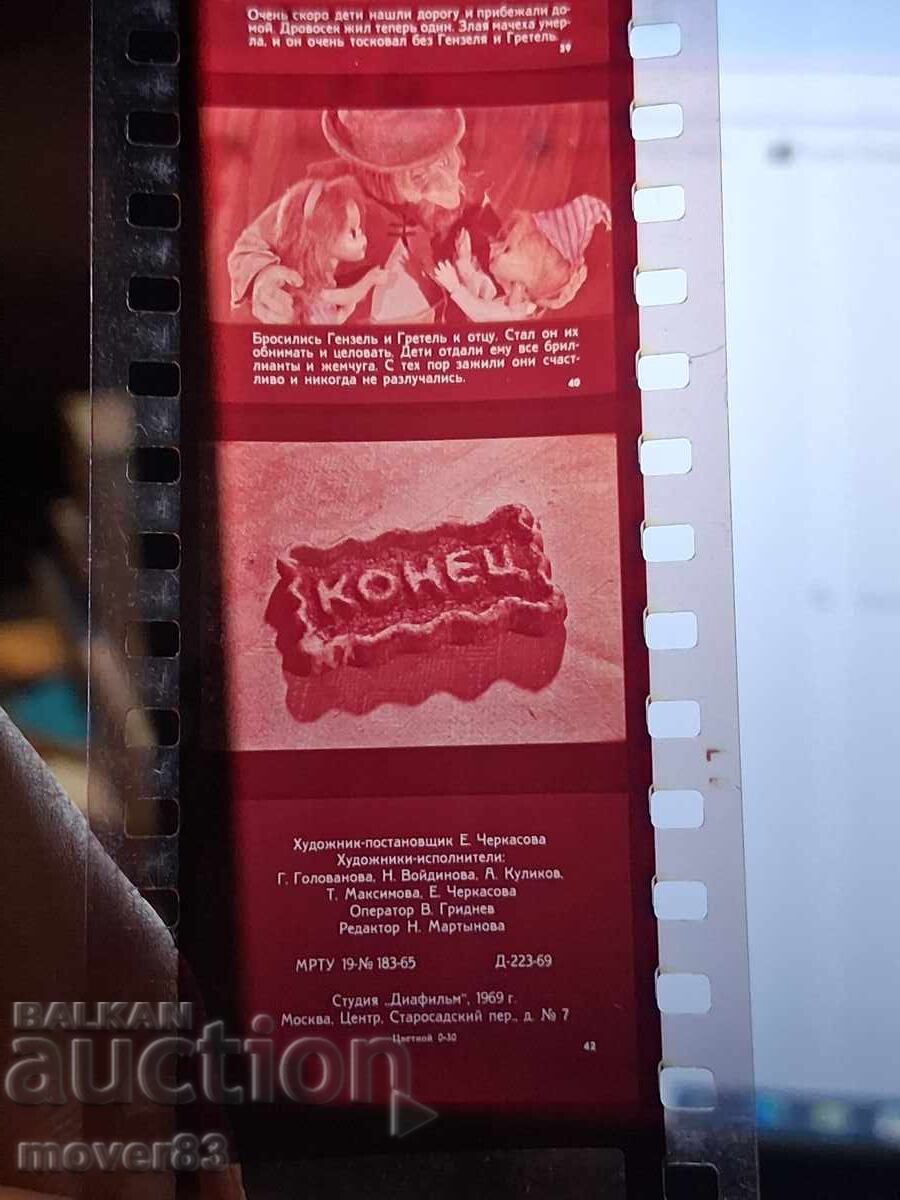 Очень скоро дети нашли дорогу и прибежали до-
мой. Дровосек жил теперь один. Злая мачеха умер-
ла, и он очень тосковал без Гензеля и Гретель.
39
Бросились Гензель и Гретель к отцу. Стал он их
обнимать и целовать. Дети отдали ему все брил-
лианты и жемчуга. С тех пор зажили они счаст-
ливо и никогда не разлучались.
40
КОНЕЦ
Художник-постановщик Е. Черкасова
Художники-исполнители:
Г. Голованова, Н. Войдинова, А. Куликов,
Т. Максимова, Е. Черкасова
Оператор В. Гриднев
Редактор Н. Мартынова
МРТУ 19-№ 183-65 Д-223-69
Студия „Диафильм", 1969 г.
Москва, Центр, Старосадский пер., д. № 7
Цветной 0-30
42
BALKAN
auction
mover83